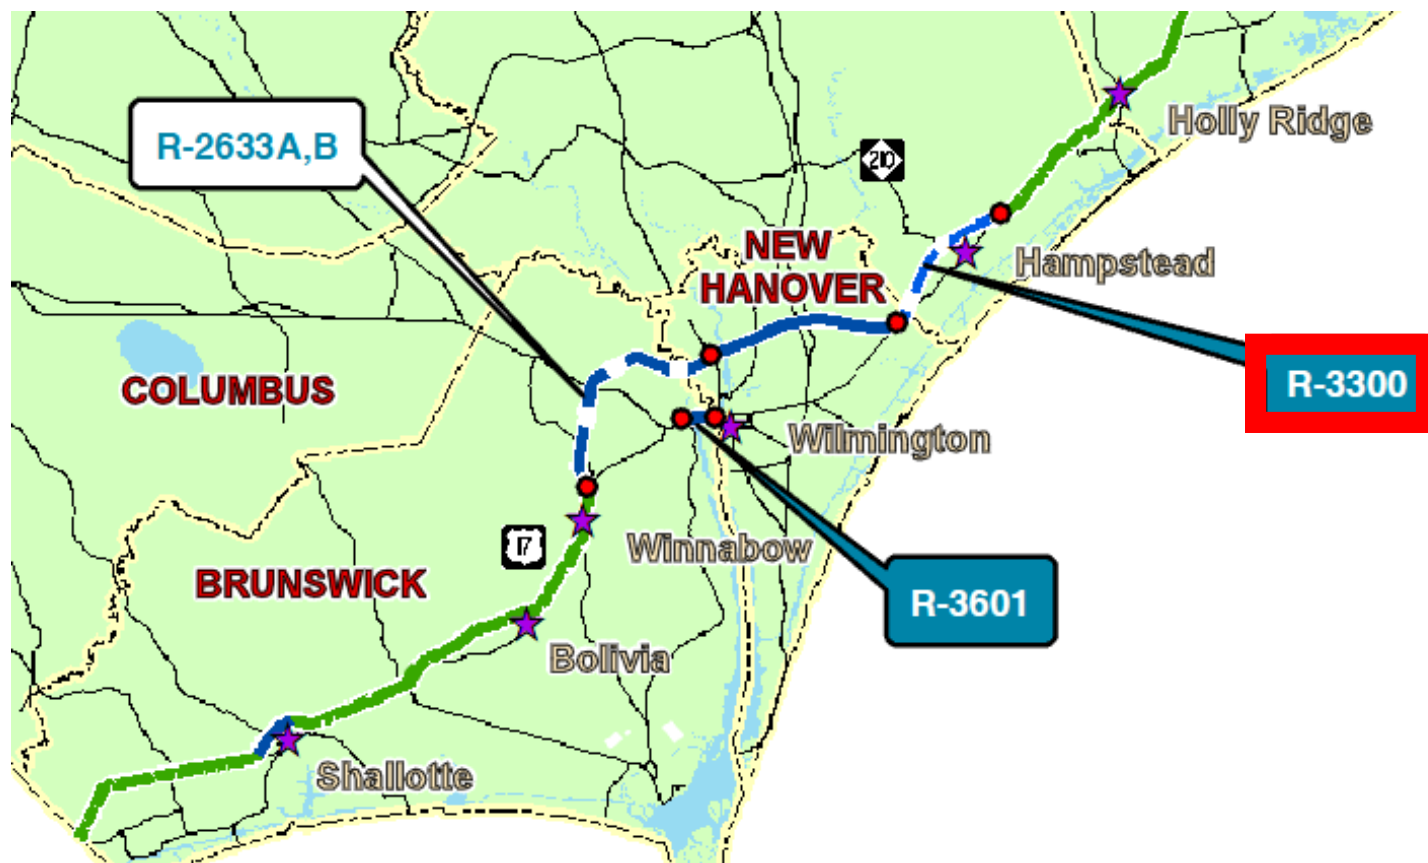 Holly Ridge
R-2633A,B
210
NEW
HANOVER
Hampstead
R-3300
COLUMBUS
Wilmington
17
Winnabow
BRUNSWICK
R-3601
Bolivia
Shallotte